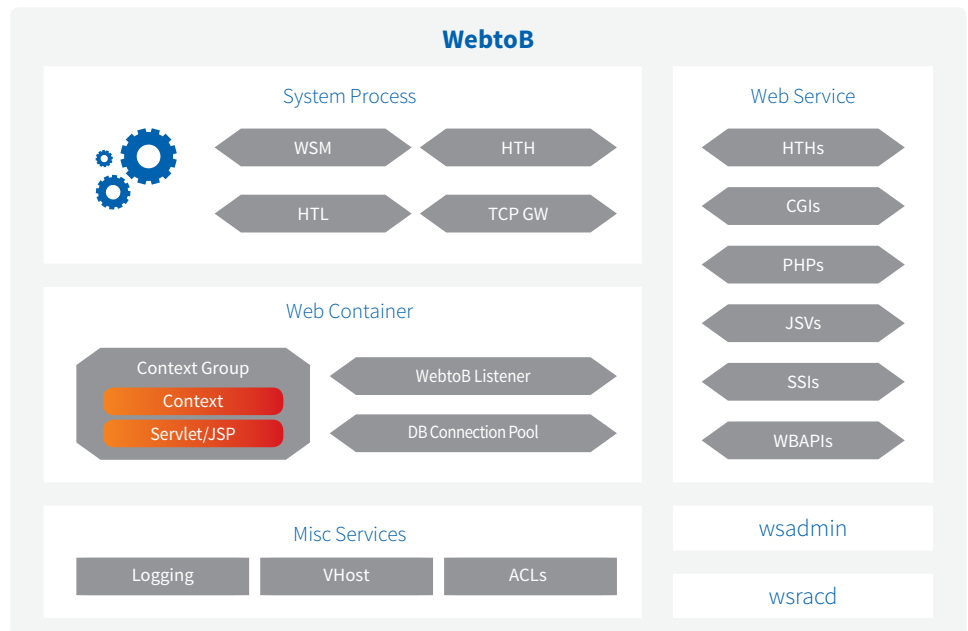 WebtoB
System Process
WSM
HTH
HTL
TCP GW
Web Container
Context Group
Context
Servlet/JSP
WebtoB Listener
DB Connection Pool
Misc Services
Logging
VHost
ACLs
Web Service
HTHs
CGIs
PHPs
JSVs
SSIs
WBAPIs
wsadmin
wsracd